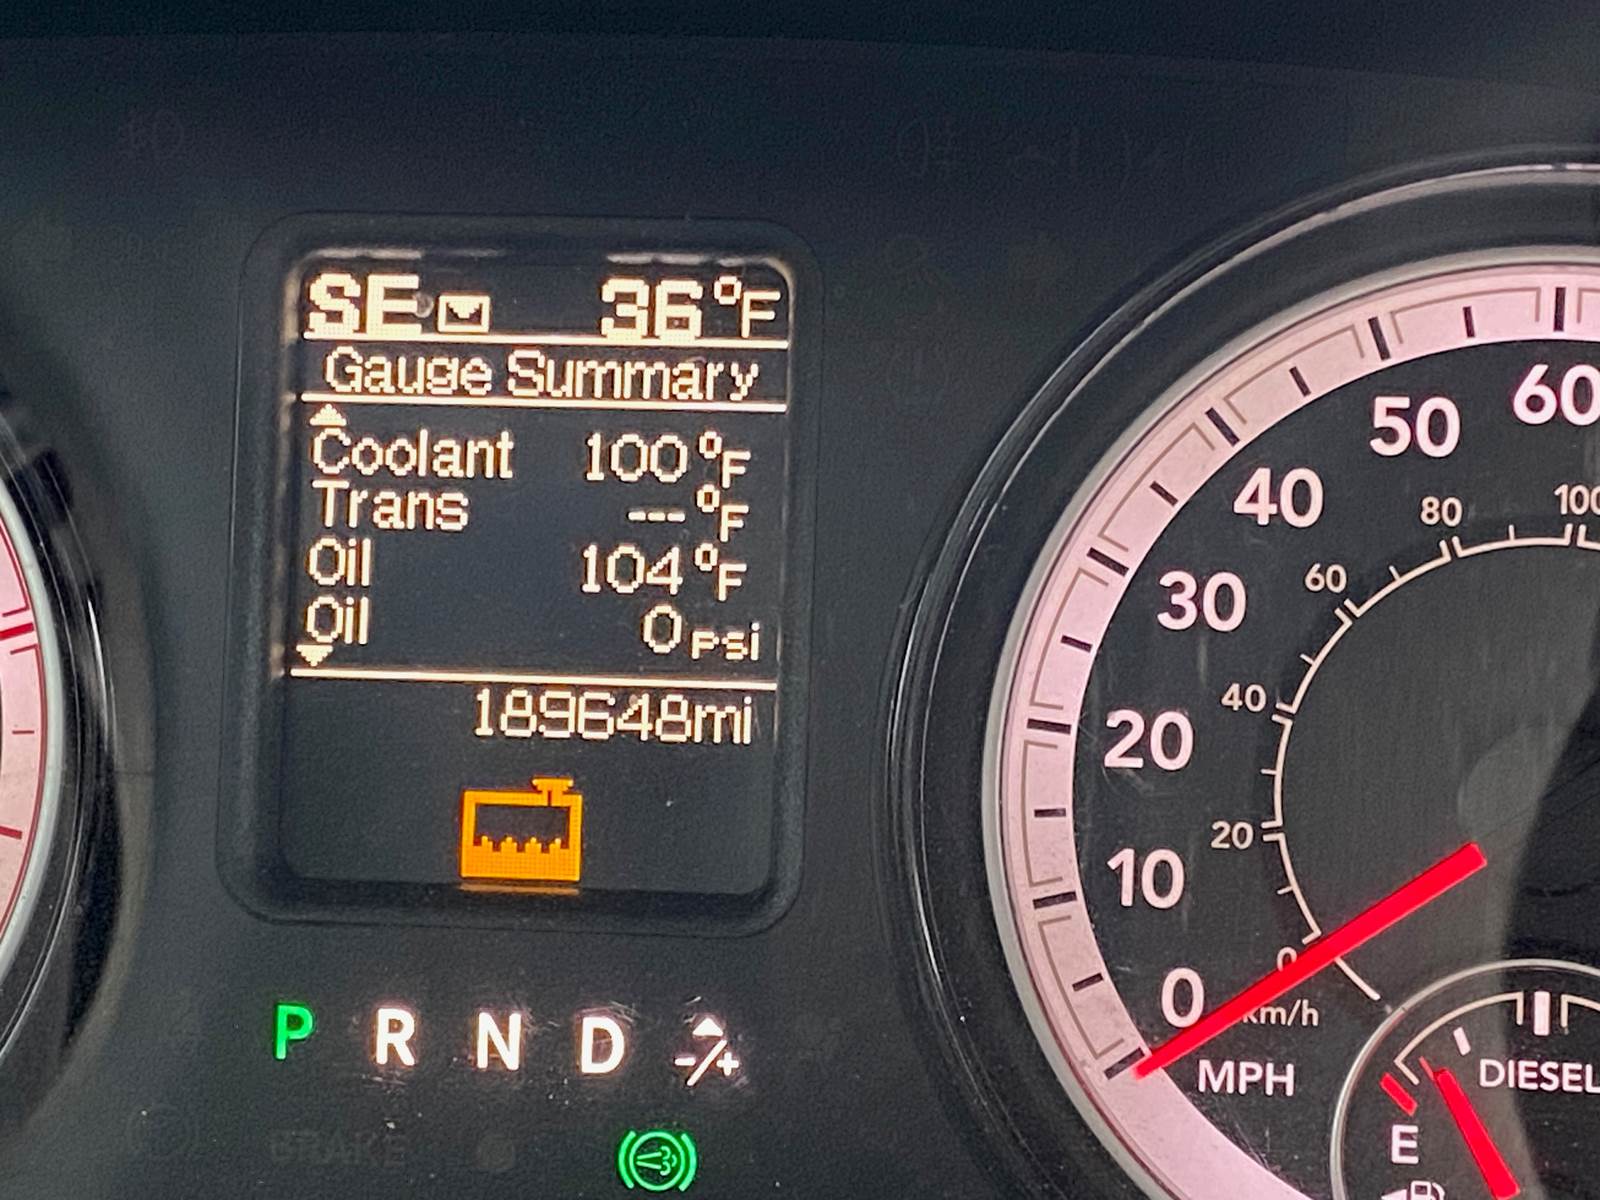 SE 36°F
Gauge Summary
Coolant 100°F
Trans ---°F
Oil 104°F
Oil 0psi
189648mi
P R N D -/+
BRAKE
60
50
40
30
20
10
0
MPH
100
80
60
40
20
0
km/h
DIESEL
E